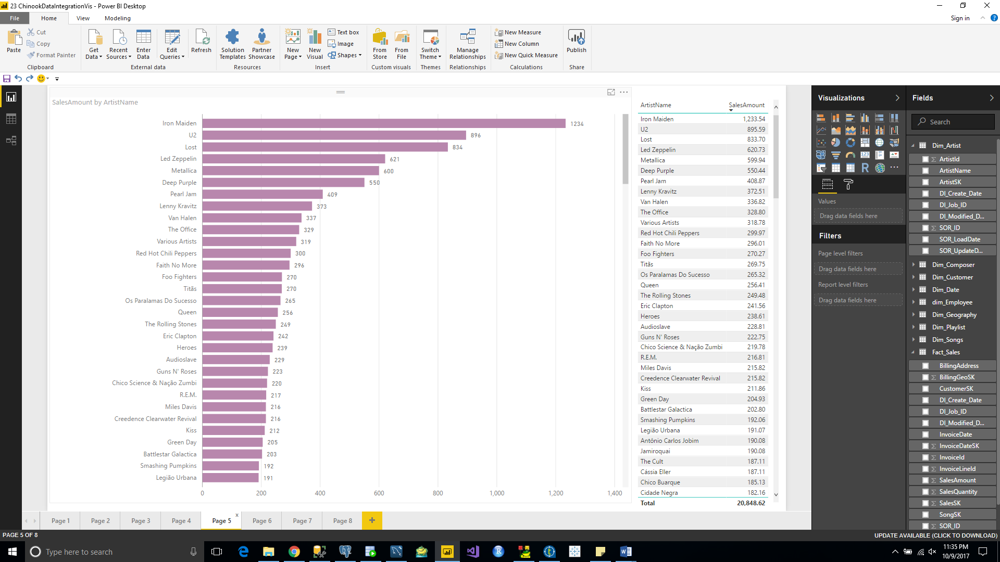 23 ChinookDataIntegrationVis - Power BI Desktop
File Home View Modeling
Sign in
Paste
Cut
Copy
Format Painter
Clipboard
Get Data
Recent Sources
Enter Data
Edit Queries
Refresh
External data
Solution Templates
Partner Showcase
Resources
New Page
New Visual
Text box
Image
Shapes
Insert
From Store
From File
Custom visuals
Switch Theme
Themes
Manage Relationships
Relationships
New Measure
New Column
New Quick Measure
Calculations
Publish
Share
SalesAmount by ArtistName
Iron Maiden 1234
U2 896
Lost 834
Led Zeppelin 621
Metallica 600
Deep Purple 550
Pearl Jam 409
Lenny Kravitz 373
Van Halen 337
The Office 329
Various Artists 319
Red Hot Chili Peppers 300
Faith No More 296
Foo Fighters 270
Titãs 270
Os Paralamas Do Sucesso 265
Queen 256
The Rolling Stones 249
Eric Clapton 242
Heroes 239
Audioslave 229
Guns N' Roses 223
Chico Science & Nação Zumbi 220
R.E.M. 217
Miles Davis 216
Creedence Clearwater Revival 216
Kiss 212
Green Day 205
Battlestar Galactica 203
Smashing Pumpkins 192
Legião Urbana 191
0 200 400 600 800 1,000 1,200 1,400
ArtistName SalesAmount
Iron Maiden 1,233.54
U2 895.59
Lost 833.70
Led Zeppelin 620.73
Metallica 599.94
Deep Purple 550.44
Pearl Jam 408.87
Lenny Kravitz 372.51
Van Halen 336.82
The Office 328.80
Various Artists 318.78
Red Hot Chili Peppers 299.97
Faith No More 296.01
Foo Fighters 270.27
Titãs 269.75
Os Paralamas Do Sucesso 265.32
Queen 256.41
The Rolling Stones 249.48
Eric Clapton 241.56
Heroes 238.61
Audioslave 228.81
Guns N' Roses 222.75
Chico Science & Nação Zumbi 219.78
R.E.M. 216.81
Miles Davis 215.82
Creedence Clearwater Revival 215.82
Kiss 211.86
Green Day 204.93
Battlestar Galactica 202.80
Smashing Pumpkins 192.06
Legião Urbana 191.07
Antônio Carlos Jobim 190.08
Jamiroquai 190.08
The Cult 187.11
Cássia Eller 187.11
Chico Buarque 185.13
Cidade Negra 182.16
Total 20,848.62
Visualizations
Values
Drag data fields here
Filters
Page level filters
Drag data fields here
Report level filters
Drag data fields here
Fields
Search
Dim_Artist
ArtistId
ArtistName
ArtistSK
DI_Create_Date
DI_Job_ID
DI_Modified_D...
SOR_ID
SOR_LoadDate
SOR_UpdateD...
Dim_Composer
Dim_Customer
Dim_Date
dim_Employee
Dim_Geography
Dim_Playlist
Dim_Songs
Fact_Sales
BillingAddress
BillingGeoSK
CustomerSK
DI_Create_Date
DI_Job_ID
DI_Modified_D...
InvoiceDate
InvoiceDateSK
InvoiceId
InvoiceLineId
SalesAmount
SalesQuantity
SalesSK
SongSK
SOR_ID
Page 1 Page 2 Page 3 Page 4 Page 5 x Page 6 Page 7 Page 8 +
PAGE 5 OF 8
UPDATE AVAILABLE (CLICK TO DOWNLOAD)
Type here to search
11:35 PM
10/9/2017